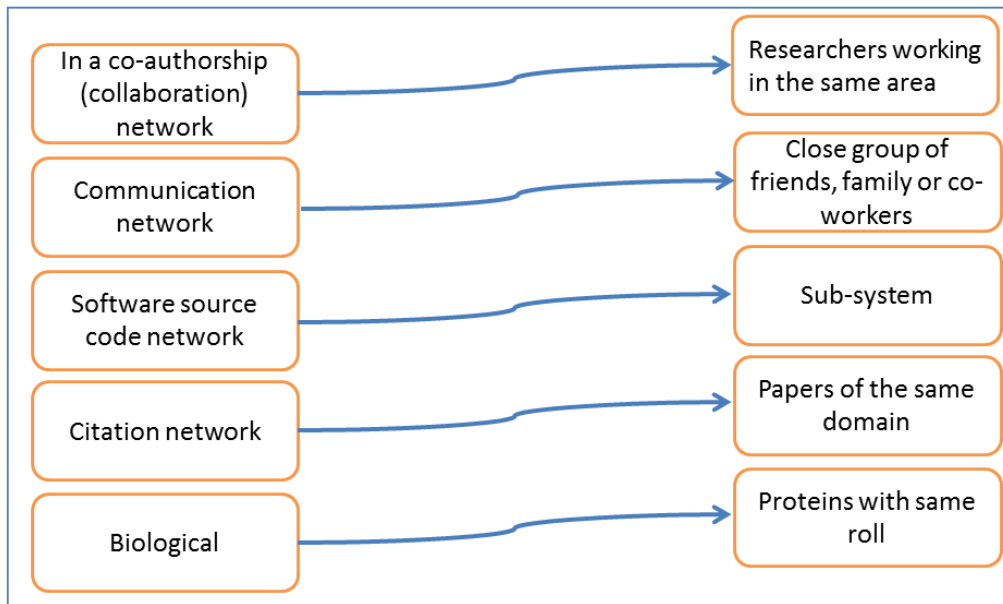 In a co-authorship
(collaboration)
network
Researchers working
in the same area
Communication
network
Close group of
friends, family or co-
workers
Software source
code network
Sub-system
Citation network
Papers of the same
domain
Biological
Proteins with same
roll